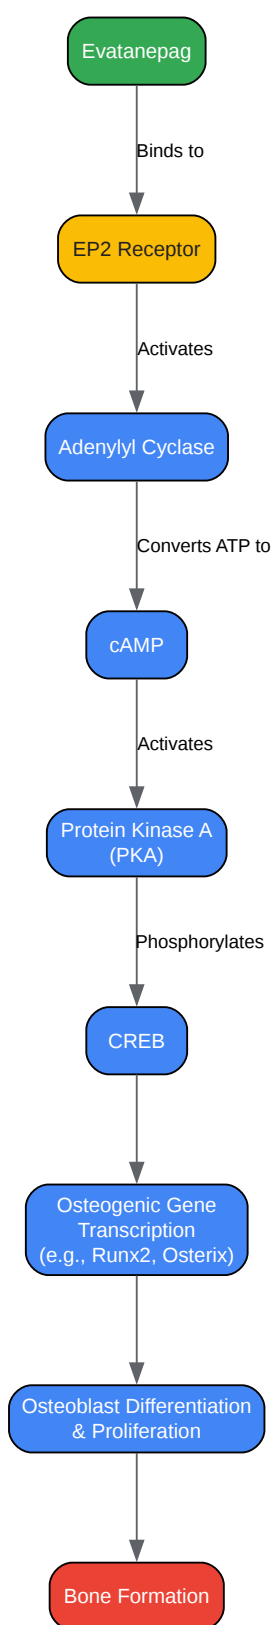 Evatanepag
Binds to
EP2 Receptor
Activates
Adenylyl Cyclase
Converts ATP to
cAMP
Activates
Protein Kinase A
(PKA)
Phosphorylates
CREB
Osteogenic Gene
Transcription
(e.g., Runx2, Osterix)
Osteoblast Differentiation
& Proliferation
Bone Formation